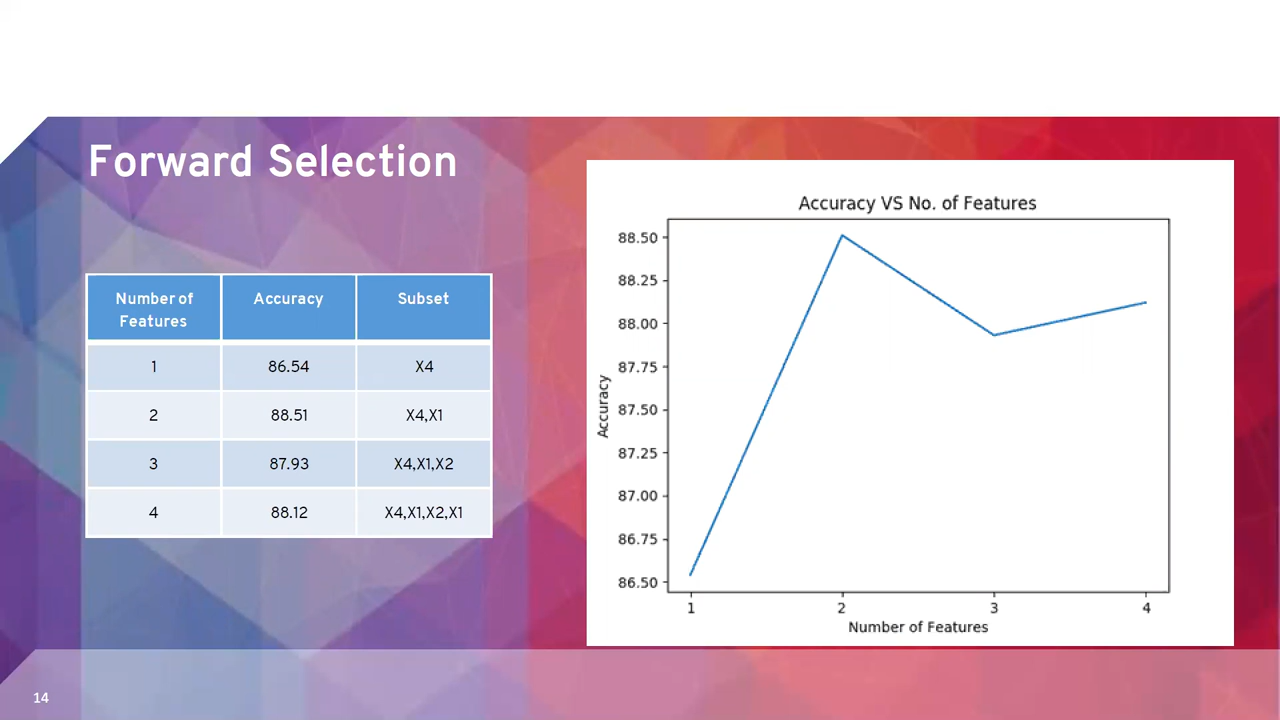 Forward Selection
Number of Features Accuracy Subset
1 86.54 X4
2 88.51 X4,X1
3 87.93 X4,X1,X2
4 88.12 X4,X1,X2,X1
Accuracy VS No. of Features
88.50
88.25
88.00
87.75
87.50
87.25
87.00
86.75
86.50
Accuracy
1 2 3 4
Number of Features
14